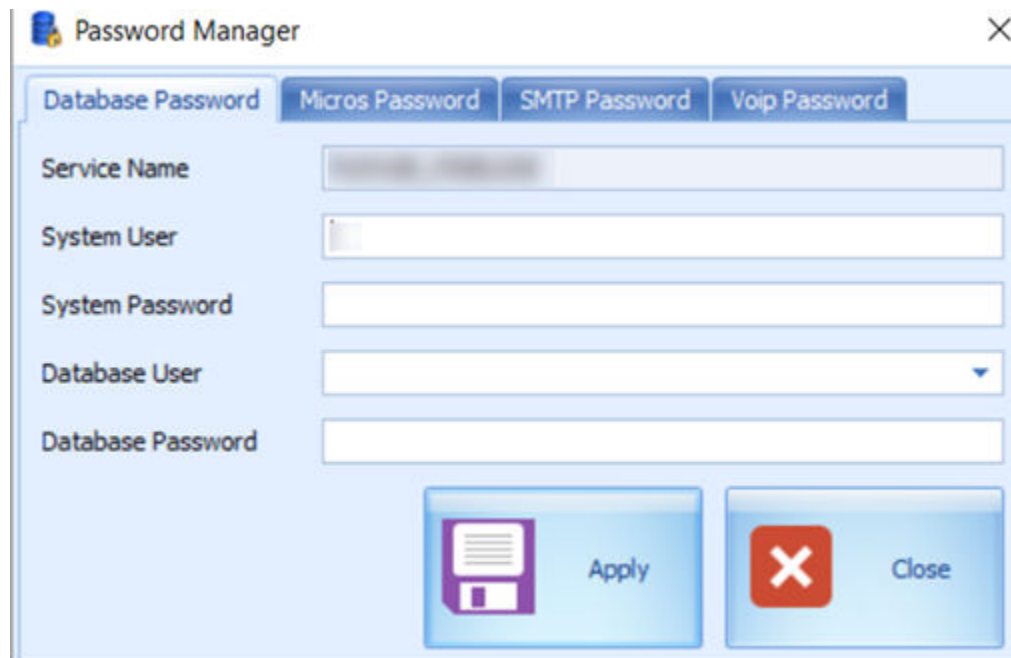 Password Manager
Database Password Micros Password SMTP Password Voip Password
Service Name
System User
System Password
Database User
Database Password
Apply Close